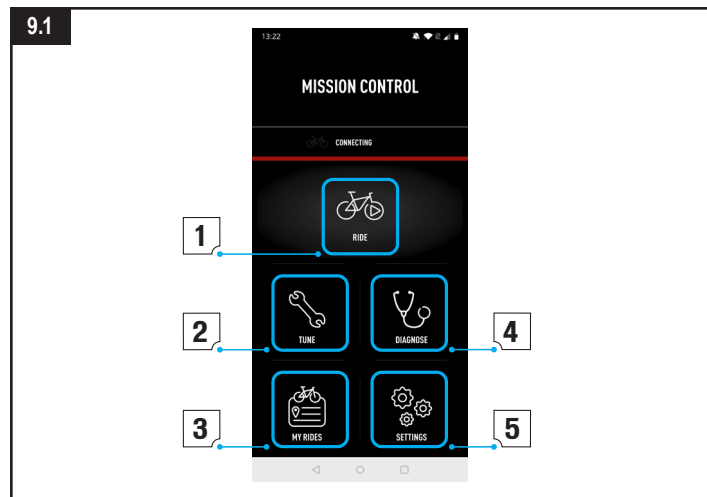 9.1
13:22
MISSION CONTROL
CONNECTING
RIDE
1
TUNE
DIAGNOSE
2
4
MY RIDES
SETTINGS
3
5